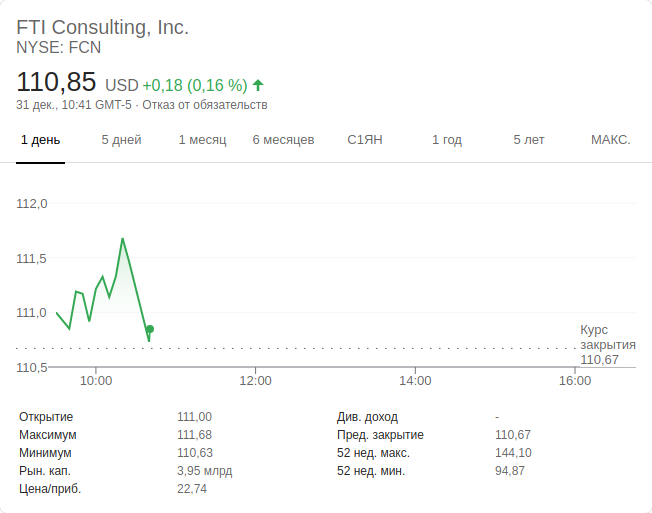 FTI Consulting, Inc.
NYSE: FCN
110,85 USD +0,18 (0,16 %)
31 дек., 10:41 GMT-5 · Отказ от обязательств
1 день 5 дней 1 месяц 6 месяцев С1ЯН 1 год 5 лет МАКС.
112,0
111,5
111,0
Курс
закрытия
110,67
110,5
10:00 12:00 14:00 16:00
Открытие 111,00 Див. доход -
Максимум 111,68 Пред. закрытие 110,67
Минимум 110,63 52 нед. макс. 144,10
Рын. кап. 3,95 млрд 52 нед. мин. 94,87
Цена/приб. 22,74